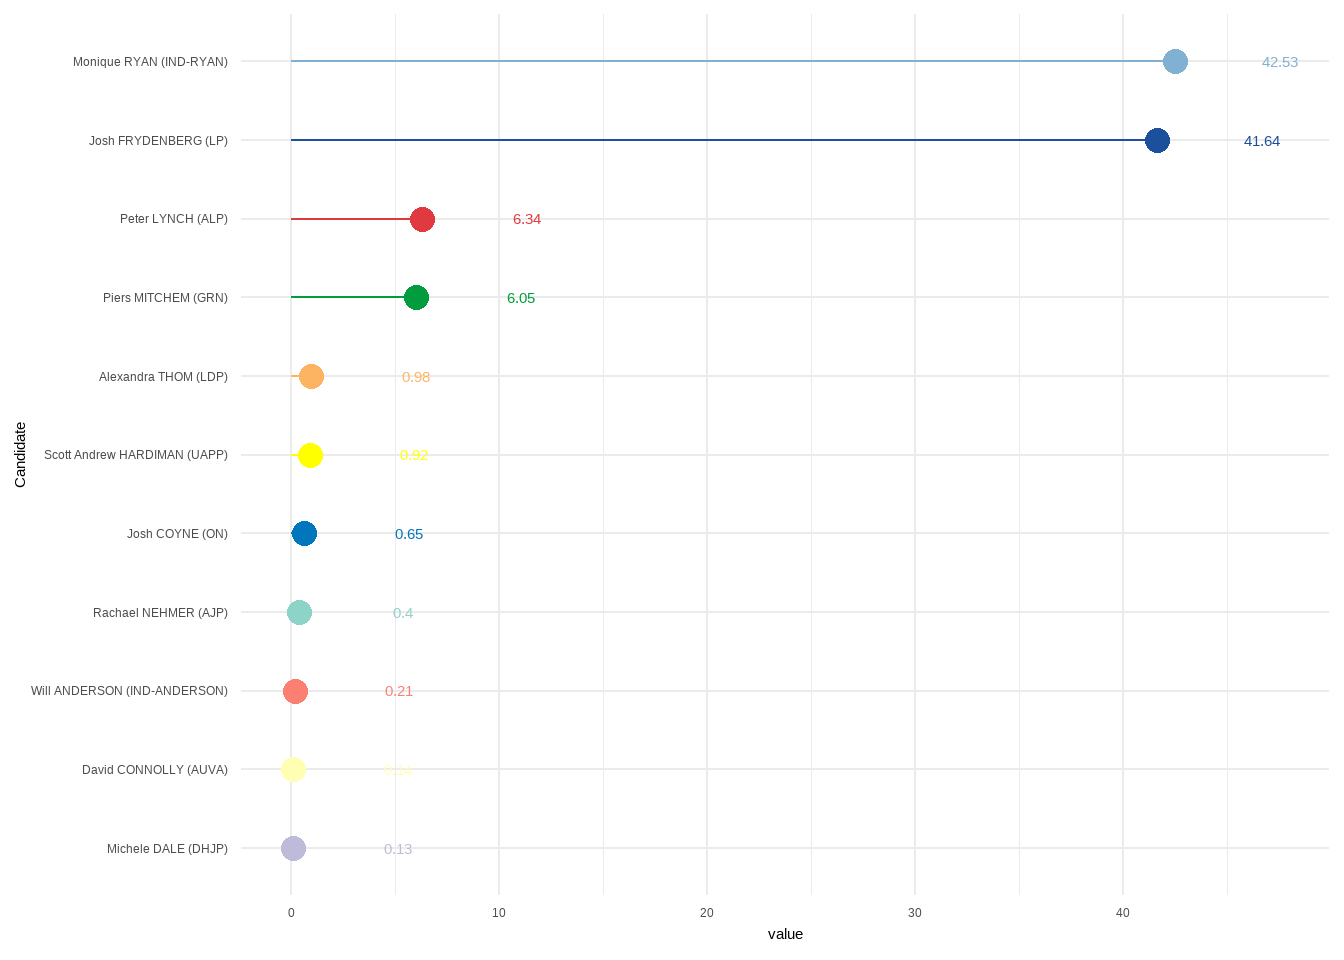 Monique RYAN (IND-RYAN) 42.53
Josh FRYDENBERG (LP) 41.64
Peter LYNCH (ALP) 6.34
Piers MITCHEM (GRN) 6.05
Alexandra THOM (LDP) 0.98
Scott Andrew HARDIMAN (UAPP) 0.92
Josh COYNE (ON) 0.65
Rachael NEHMER (AJP) 0.4
Will ANDERSON (IND-ANDERSON) 0.21
David CONNOLLY (AUVA) 0.14
Michele DALE (DHJP) 0.13
Candidate
0 10 20 30 40
value